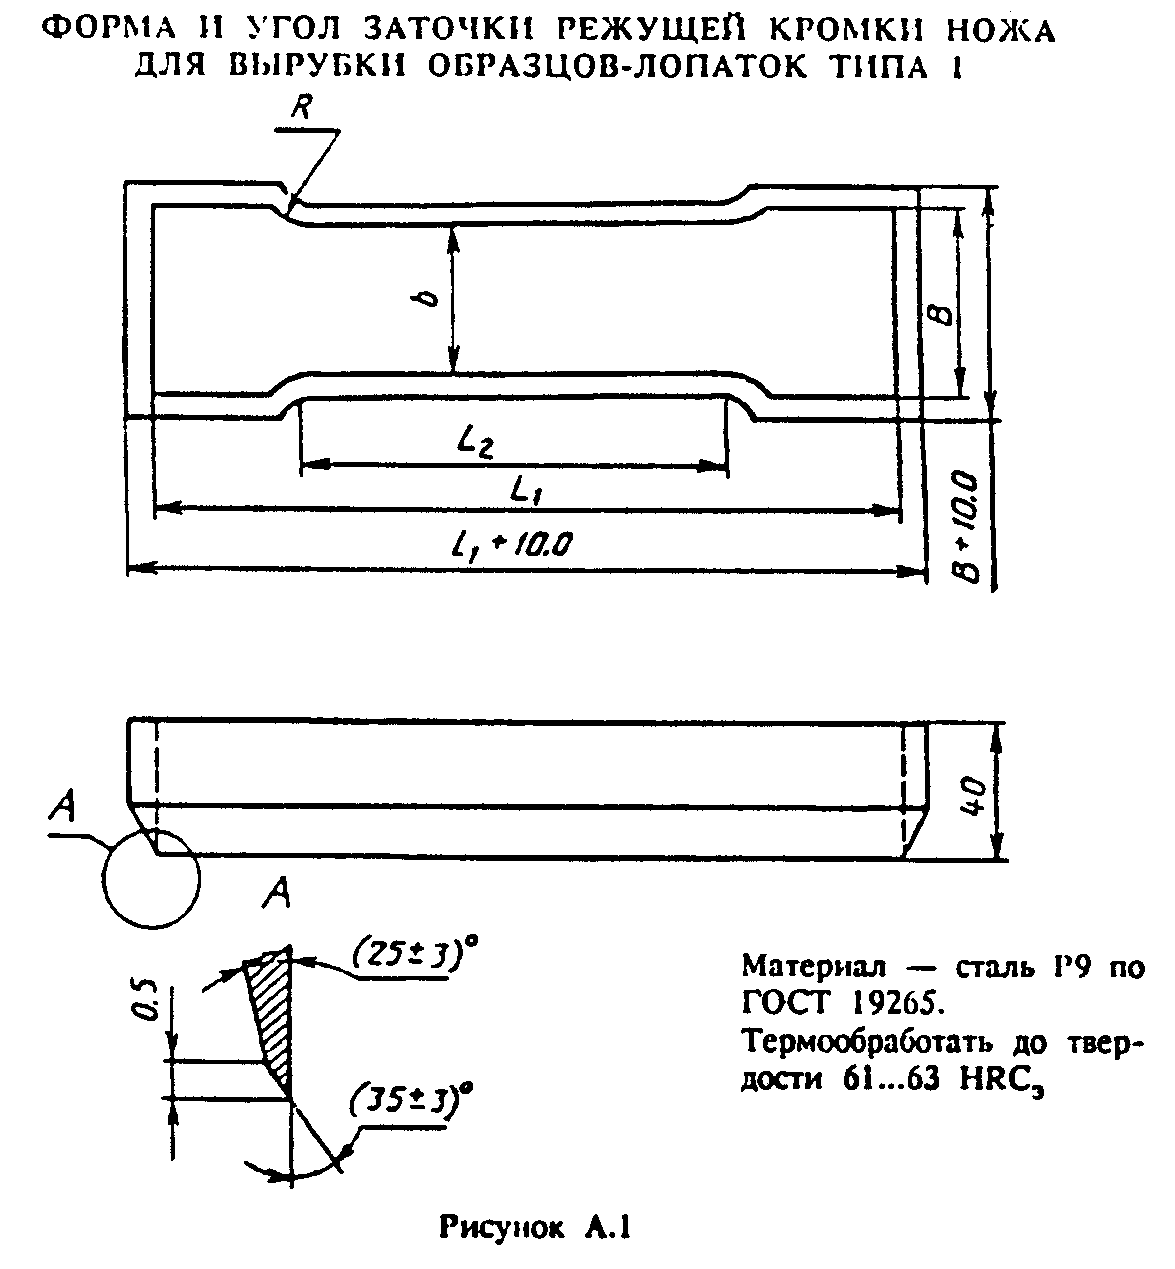 ФОРМА И УГОЛ ЗАТОЧКИ РЕЖУЩЕЙ КРОМКИ НОЖА
ДЛЯ ВЫРУБКИ ОБРАЗЦОВ-ЛОПАТОК ТИПА 1
R
b
B
B + 10.0
L₂
L₁
L₁ + 10.0
40
A
A
(25±3)°
0.5
(35±3)°
Материал — сталь Р9 по
ГОСТ 19265.
Термообработать до твер-
дости 61...63 HRCэ
Рисунок А.1